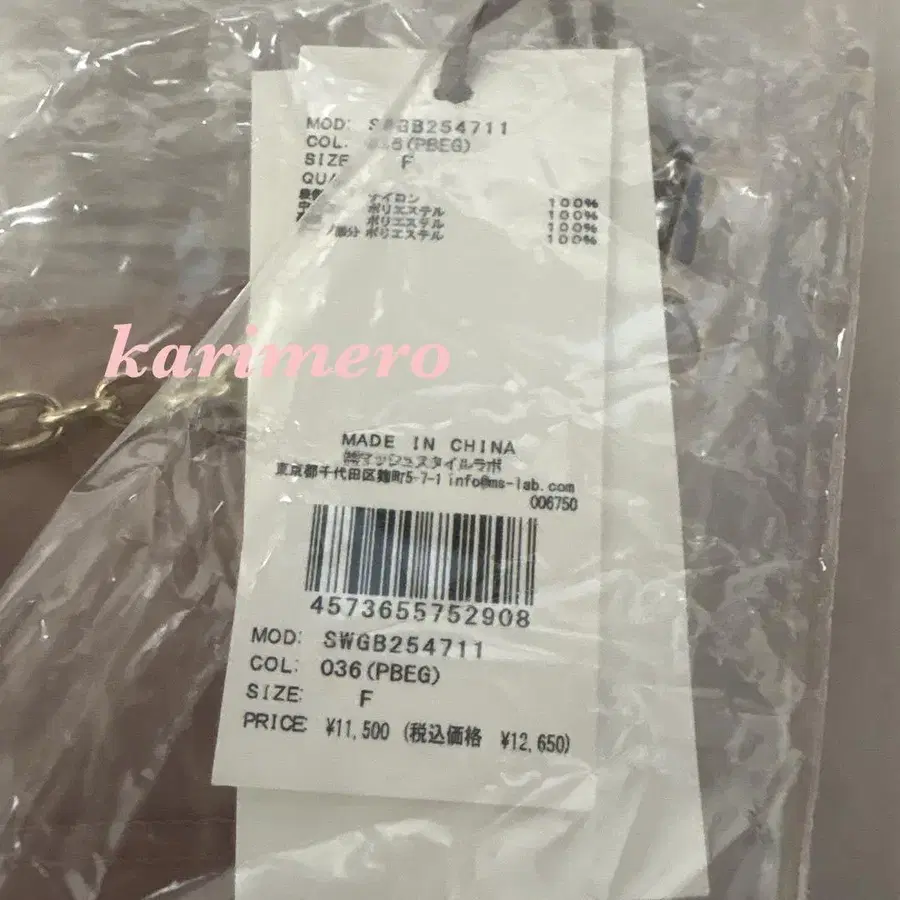 MOD: SWGB254711
COL: 036(PBEG)
SIZE F
ナイロン 100%
ポリエステル 100%
ポリエステル 100%
部分 ポリエステル 100%
karimero
MADE IN CHINA
㈱マッシュスタイルラボ
東京都千代田区麹町5-7-1 info@ms-lab.com
006750
4573655752908
MOD: SWGB254711
COL: 036(PBEG)
SIZE: F
PRICE: ¥11,500 (税込価格 ¥12,650)